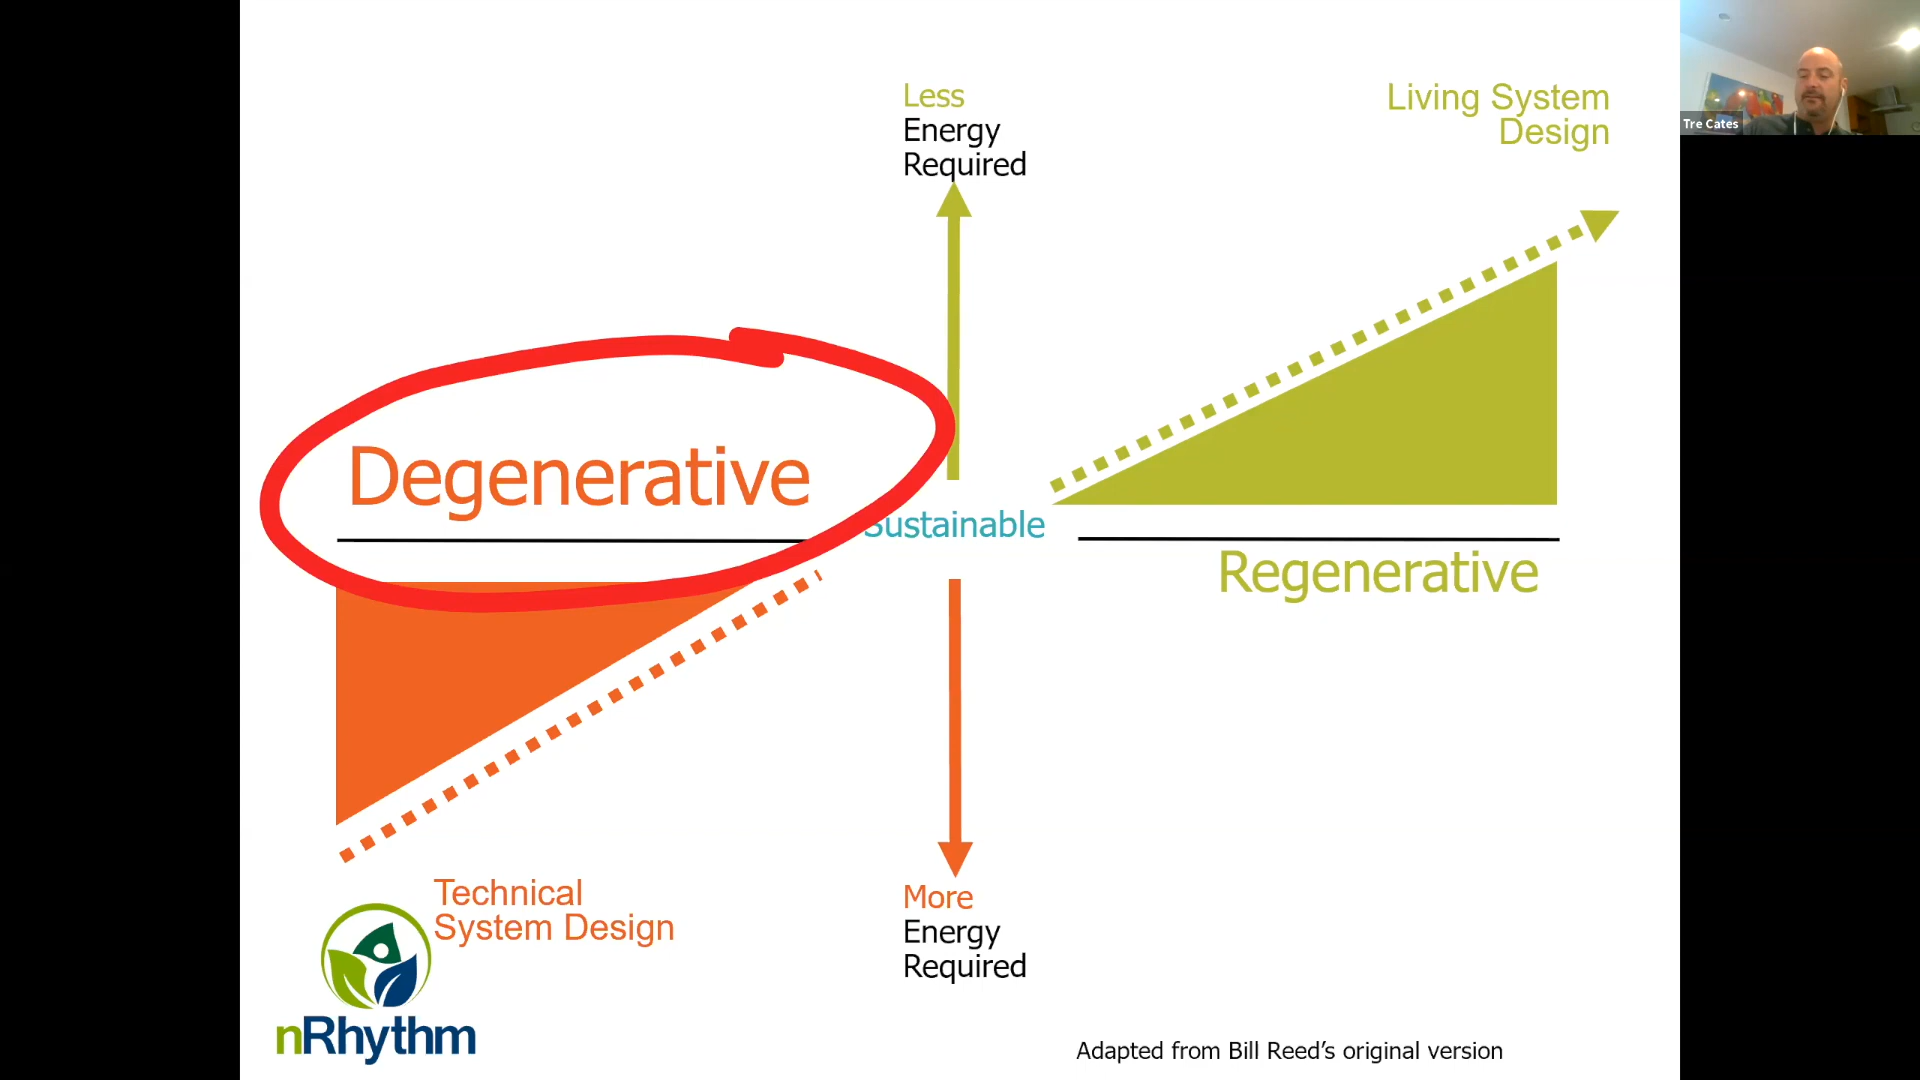 Less
Energy
Required
Living System
Design
Tre Cates
Degenerative
Sustainable
Regenerative
Technical
System Design
More
Energy
Required
nRhythm
Adapted from Bill Reed’s original version